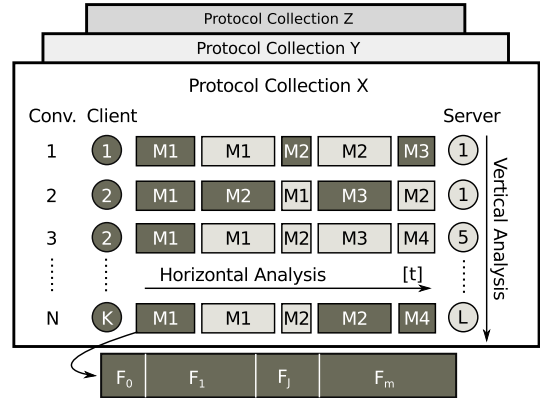 Protocol Collection Z
Protocol Collection Y
Protocol Collection X
Conv. Client Server
1 1 M1 M1 M2 M2 M3 1
2 2 M1 M2 M1 M3 M2 1
3 2 M1 M1 M2 M3 M4 5
Vertical Analysis
Horizontal Analysis [t]
N K M1 M1 M2 M2 M4 L
F0 F1 FJ Fm